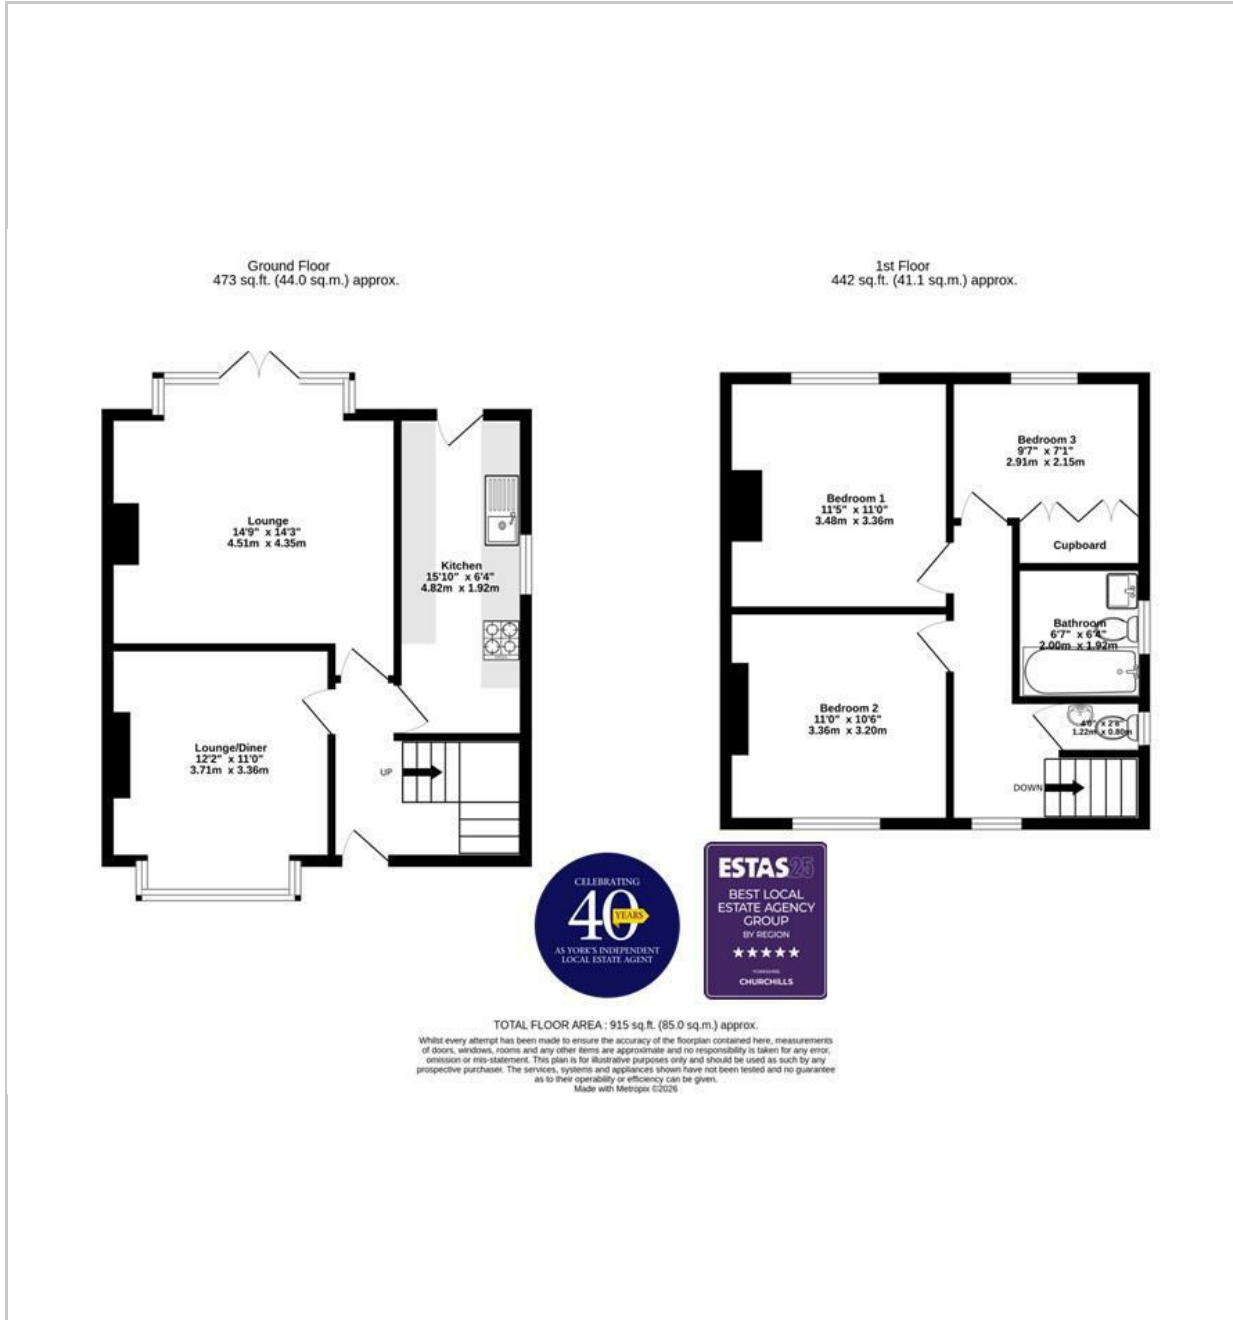 Ground Floor
473 sq.ft. (44.0 sq.m.) approx.
1st Floor
442 sq.ft. (41.1 sq.m.) approx.
Lounge
14'9" x 14'3"
4.51m x 4.35m
Kitchen
15'10" x 6'4"
4.82m x 1.92m
Lounge/Diner
12'2" x 11'0"
3.71m x 3.36m
UP
Bedroom 1
11'5" x 11'0"
3.48m x 3.36m
Bedroom 3
9'7" x 7'1"
2.91m x 2.15m
Cupboard
Bathroom
6'7" x 6'4"
2.00m x 1.92m
Bedroom 2
11'0" x 10'6"
3.36m x 3.20m
4'0" x 2'8"
1.22m x 0.80m
DOWN
CELEBRATING
40
YEARS
AS YORK'S INDEPENDENT
LOCAL ESTATE AGENT
ESTAS25
BEST LOCAL
ESTATE AGENCY
GROUP
BY REGION
YORKSHIRE
CHURCHILLS
TOTAL FLOOR AREA : 915 sq.ft. (85.0 sq.m.) approx.
Whilst every attempt has been made to ensure the accuracy of the floorplan contained here, measurements
of doors, windows, rooms and any other items are approximate and no responsibility is taken for any error,
omission or mis-statement. This plan is for illustrative purposes only and should be used as such by any
prospective purchaser. The services, systems and appliances shown have not been tested and no guarantee
as to their operability or efficiency can be given.
Made with Metropix ©2026